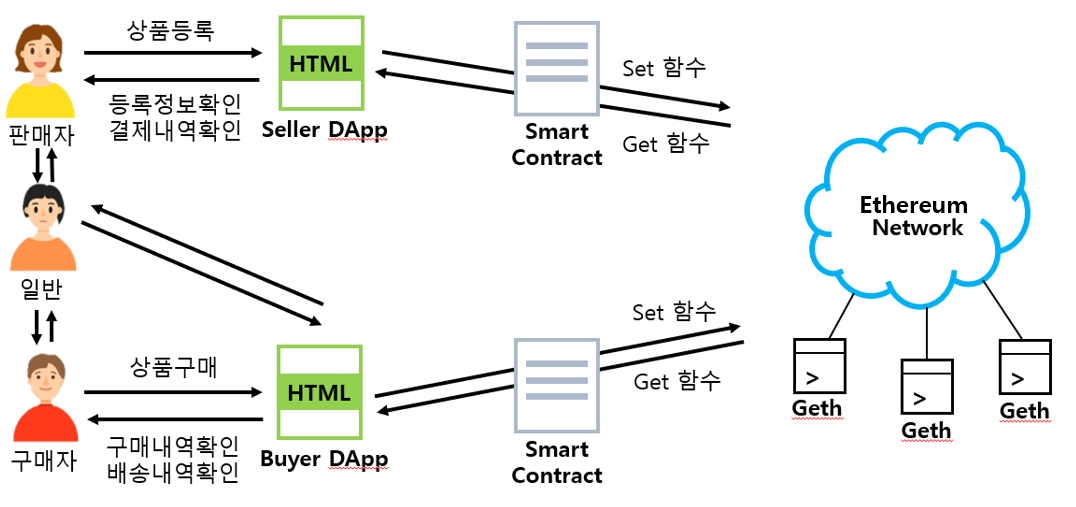 상품등록
HTML
등록정보확인
결제내역확인
판매자
Seller DApp
Smart
Contract
Set 함수
Get 함수
Ethereum
Network
일반
상품구매
HTML
구매내역확인
배송내역확인
구매자
Buyer DApp
Smart
Contract
Set 함수
Get 함수
>
Geth
>
Geth
>
Geth